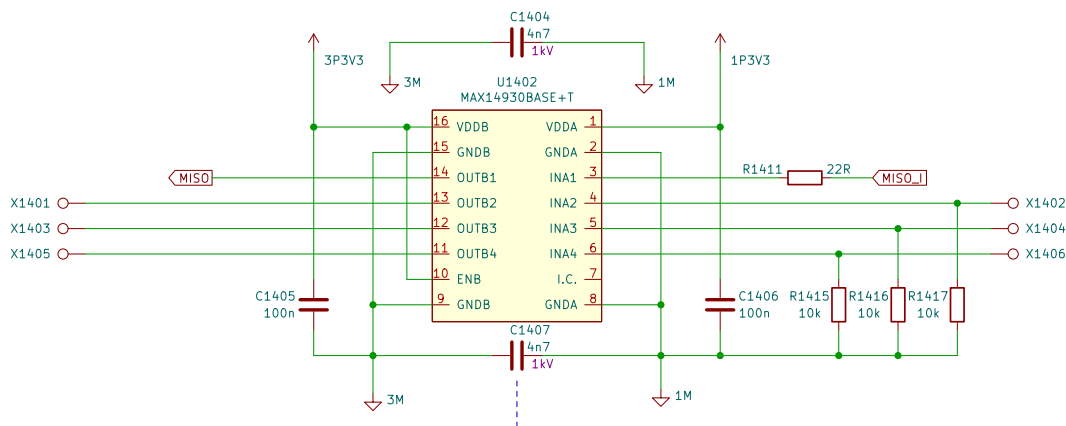 C1404
4n7
1kV
3P3V3
1P3V3
3M
1M
U1402
MAX14930BASE+T
16 VDDB VDDA 1
15 GNDB GNDA 2
MISO 14 OUTB1 INA1 3 R1411 22R MISO_I
X1401 13 OUTB2 INA2 4 X1402
X1403 12 OUTB3 INA3 5 X1404
X1405 11 OUTB4 INA4 6 X1406
10 ENB I.C. 7
C1405 9 GNDB GNDA 8 C1406 R1415 R1416 R1417
100n 100n 10k 10k 10k
C1407
4n7
1kV
3M
1M